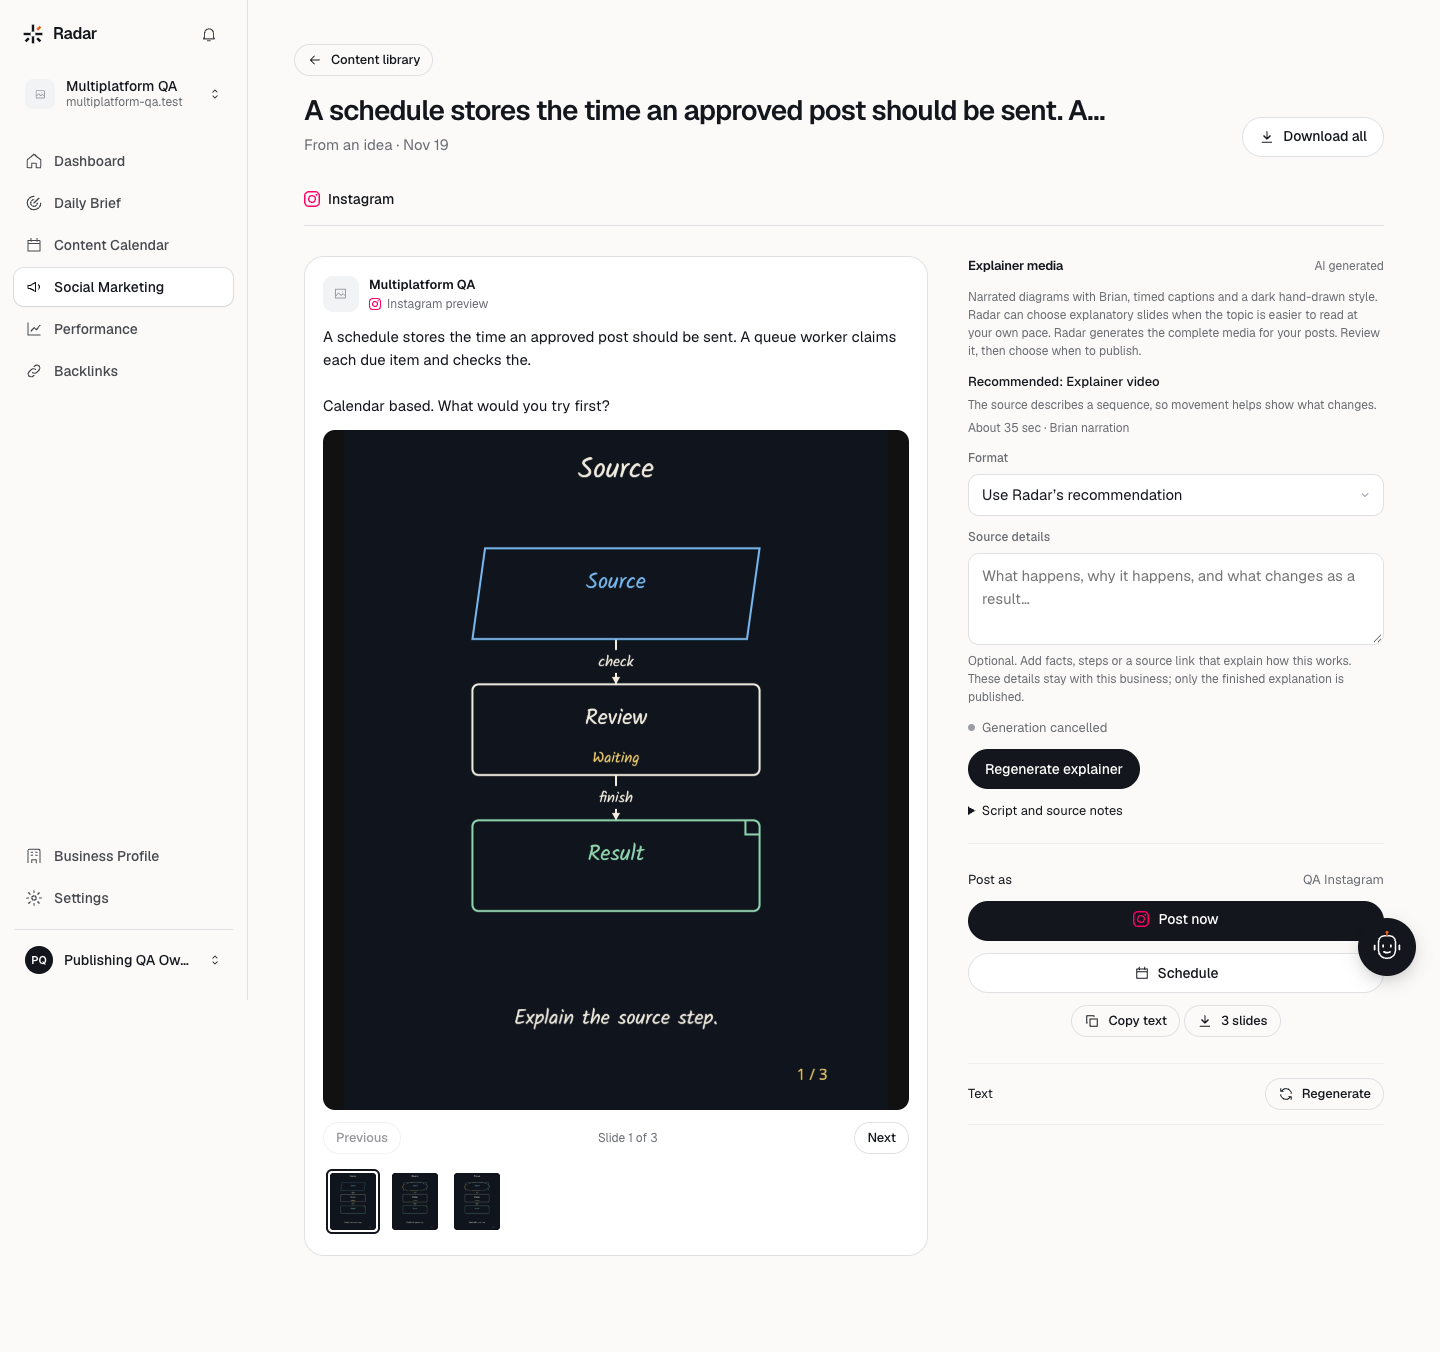 Radar
Multiplatform QA
multiplatform-qa.test
Dashboard
Daily Brief
Content Calendar
Social Marketing
Performance
Backlinks
Business Profile
Settings
PQ
Publishing QA Ow...
Content library
A schedule stores the time an approved post should be sent. A...
From an idea · Nov 19
Download all
Instagram
Multiplatform QA
Instagram preview
A schedule stores the time an approved post should be sent. A queue worker claims
each due item and checks the.
Calendar based. What would you try first?
Source
Source
check
Review
Waiting
finish
Result
Explain the source step.
1 / 3
Previous
Slide 1 of 3
Next
Explainer media
AI generated
Narrated diagrams with Brian, timed captions and a dark hand-drawn style.
Radar can choose explanatory slides when the topic is easier to read at
your own pace. Radar generates the complete media for your posts. Review
it, then choose when to publish.
Recommended: Explainer video
The source describes a sequence, so movement helps show what changes.
About 35 sec · Brian narration
Format
Use Radar's recommendation
Source details
What happens, why it happens, and what changes as a
result...
Optional. Add facts, steps or a source link that explain how this works.
These details stay with this business; only the finished explanation is
published.
Generation cancelled
Regenerate explainer
Script and source notes
Post as
QA Instagram
Post now
Schedule
Copy text
3 slides
Text
Regenerate